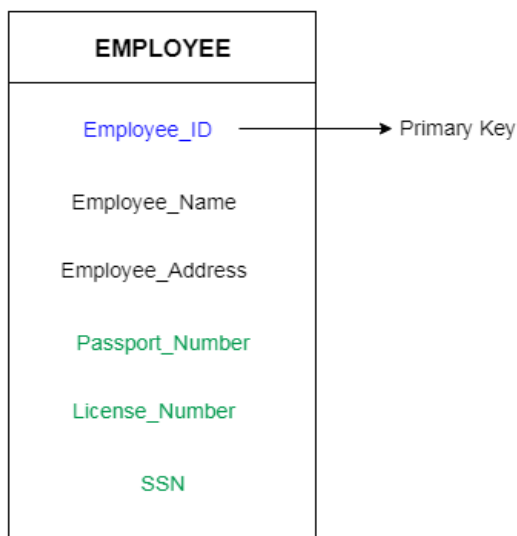 EMPLOYEE
Employee_ID
Primary Key
Employee_Name
Employee_Address
Passport_Number
License_Number
SSN